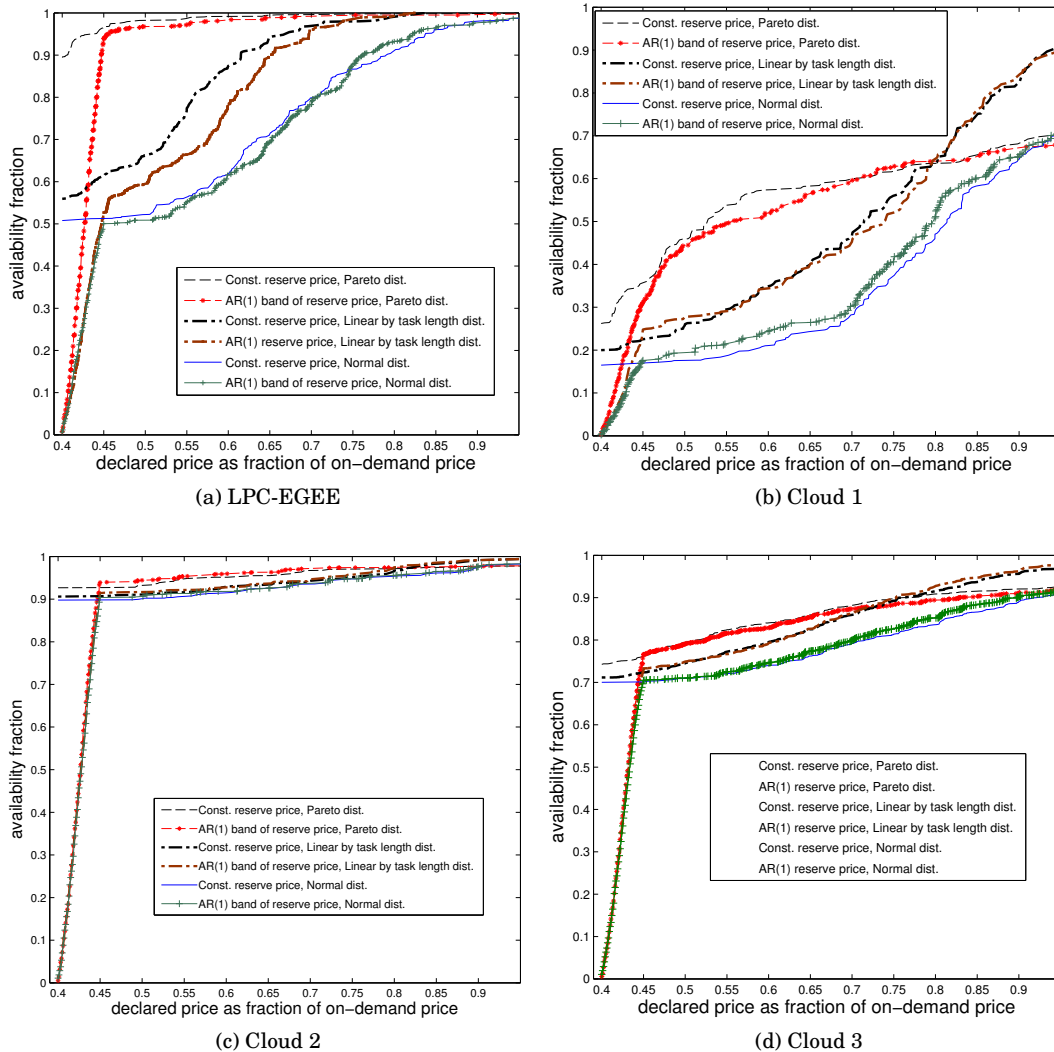 1
0.9
0.8
0.7
0.6
0.5
0.4
0.3
0.2
0.1
0
availability fraction
Const. reserve price, Pareto dist.
AR(1) band of reserve price, Pareto dist.
Const. reserve price, Linear by task length dist.
AR(1) reserve price, Linear by task length dist.
Const. reserve price, Normal dist.
AR(1) band of reserve price, Normal dist.
0.4 0.45 0.5 0.55 0.6 0.65 0.7 0.75 0.8 0.85 0.9
declared price as fraction of on-demand price
(a) LPC-EGEE
1
0.9
0.8
0.7
0.6
0.5
0.4
0.3
0.2
0.1
0
availability fraction
Const. reserve price, Pareto dist.
AR(1) band of reserve price, Pareto dist.
Const. reserve price, Linear by task length dist.
AR(1) band of reserve price, Linear by task length dist.
Const. reserve price, Normal dist.
AR(1) band of reserve price, Normal dist.
0.4 0.45 0.5 0.55 0.6 0.65 0.7 0.75 0.8 0.85 0.9
declared price as fraction of on-demand price
(b) Cloud 1
1
0.9
0.8
0.7
0.6
0.5
0.4
0.3
0.2
0.1
0
availability fraction
Const. reserve price, Pareto dist.
AR(1) band of reserve price, Pareto dist.
Const. reserve price, Linear by task length dist.
AR(1) band of reserve price, Linear by task length dist.
Const. reserve price, Normal dist.
AR(1) band of reserve price, Normal dist.
0.4 0.45 0.5 0.55 0.6 0.65 0.7 0.75 0.8 0.85 0.9
declared price as fraction of on-demand price
(c) Cloud 2
1
0.9
0.8
0.7
0.6
0.5
0.4
0.3
0.2
0.1
0
availability fraction
Const. reserve price, Pareto dist.
AR(1) reserve price, Pareto dist.
Const. reserve price, Linear by task length dist.
AR(1) reserve price, Linear by task length dist.
Const. reserve price, Normal dist.
AR(1) reserve price, Normal dist.
0.4 0.45 0.5 0.55 0.6 0.65 0.7 0.75 0.8 0.85 0.9
declared price as fraction of on-demand price
(d) Cloud 3